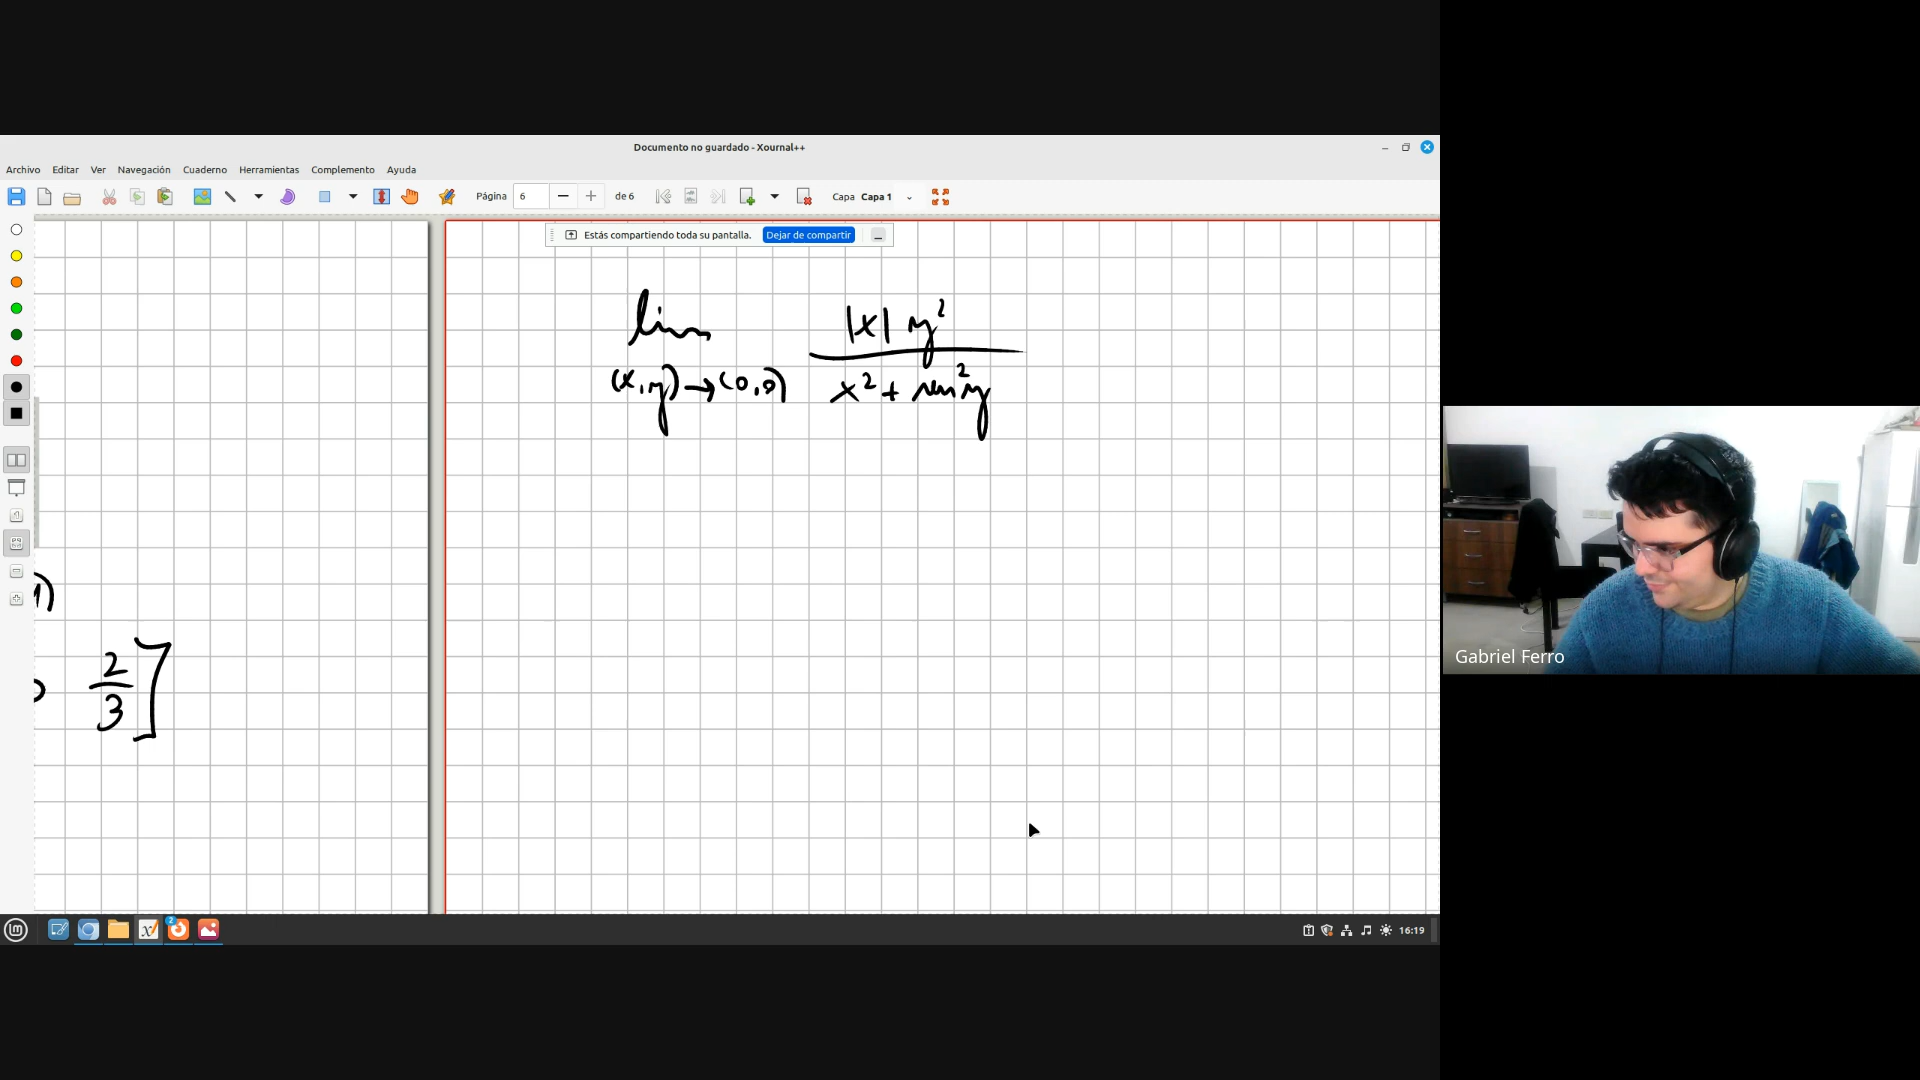 Documento no guardado - Xournal++
Archivo Editar Ver Navegación Cuaderno Herramientas Complemento Ayuda
Página 6 de 6 Capa Capa 1
Estás compartiendo toda su pantalla. Dejar de compartir
lim |x| y²
(x,y)→(0,0) x² + sen²y
2
3 ]
Gabriel Ferro
2
16:19